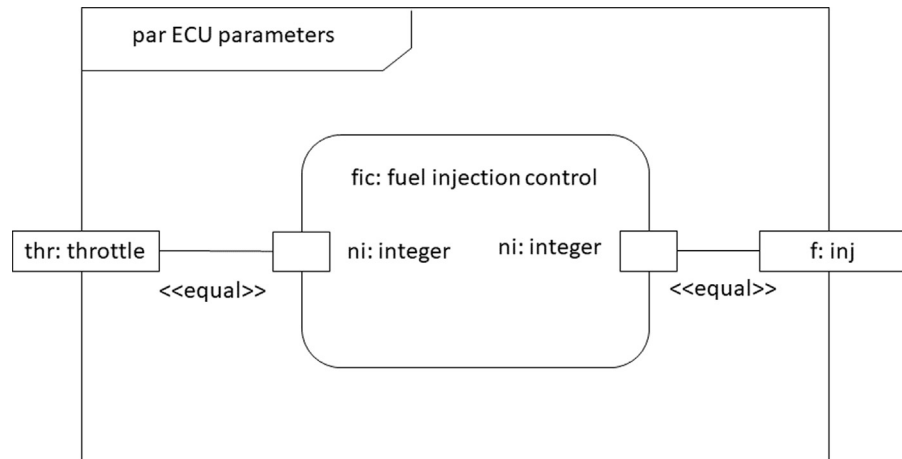 par ECU parameters
fic: fuel injection control
thr: throttle
ni: integer
ni: integer
f: inj
<<equal>>
<<equal>>